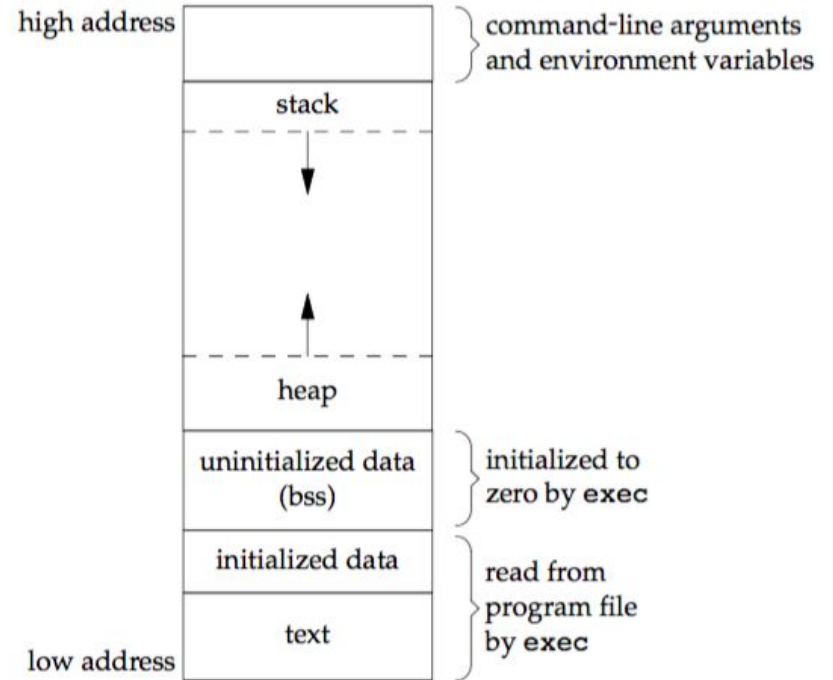 high address
command-line arguments
and environment variables
stack
heap
uninitialized data
(bss)
initialized to
zero by exec
initialized data
read from
program file
by exec
text
low address